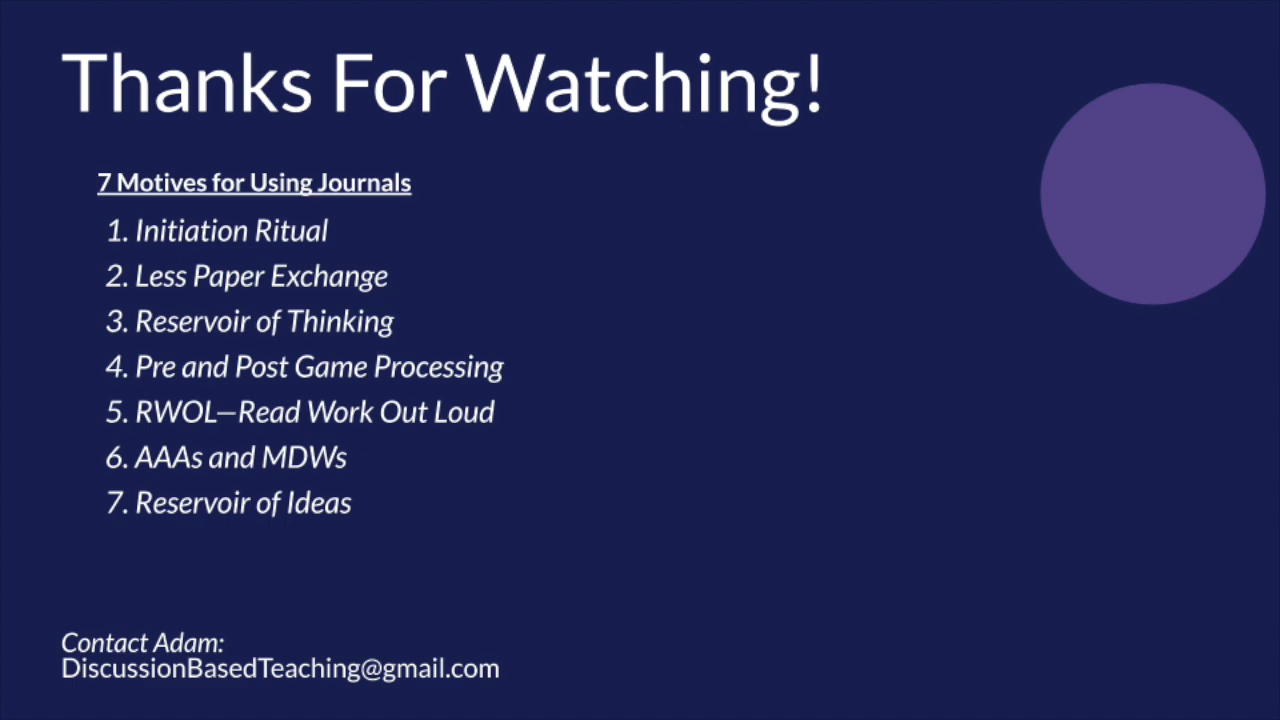 Thanks For Watching!
7 Motives for Using Journals
1. Initiation Ritual
2. Less Paper Exchange
3. Reservoir of Thinking
4. Pre and Post Game Processing
5. RWOL—Read Work Out Loud
6. AAAs and MDWs
7. Reservoir of Ideas
Contact Adam:
DiscussionBasedTeaching@gmail.com